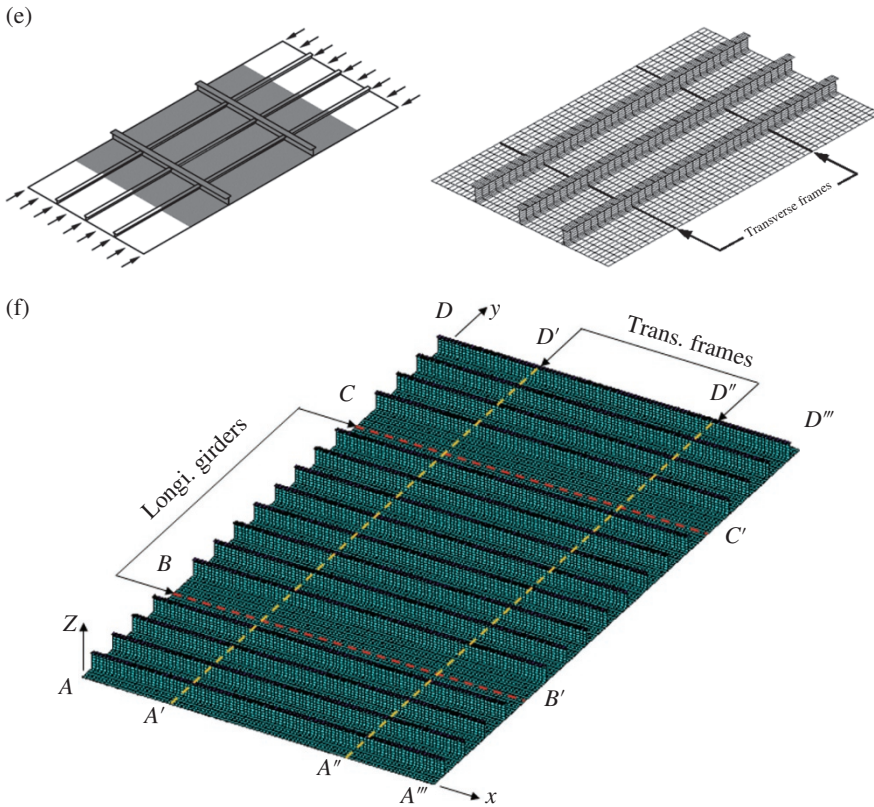 (e)
Transverse frames
(f)
D
y
D′
Trans. frames
D″
D‴
C
Longi. girders
C′
B
Z
A
A′
B′
A″
A‴
x